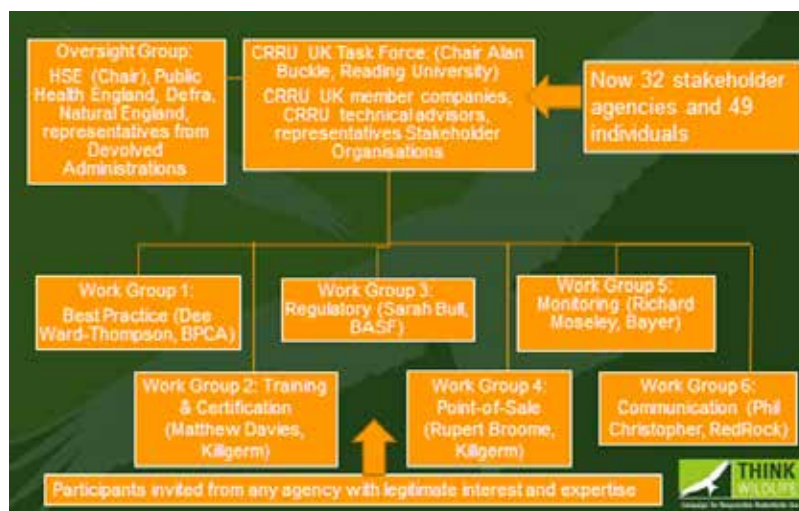 Oversight Group:
HSE (Chair), Public
Health England, Defra,
Natural England,
representatives from
Devolved
Administrations
CRRU UK Task Force: (Chair Alan
Buckle, Reading University)
CRRU UK member companies,
CRRU technical advisors,
representatives Stakeholder
Organisations
Now 32 stakeholder
agencies and 49
individuals
Work Group 1:
Best Practice (Dee
Ward-Thompson, BPCA)
Work Group 3:
Regulatory (Sarah Bull,
BASF)
Work Group 5:
Monitoring (Richard
Moseley, Bayer)
Work Group 2: Training
& Certification
(Matthew Davies,
Killgerm)
Work Group 4:
Point-of-Sale
(Rupert Broome,
Killgerm)
Work Group 6:
Communication (Phil
Christopher, RedRock)
Participants invited from any agency with legitimate interest and expertise
THINK
WILDLIFE